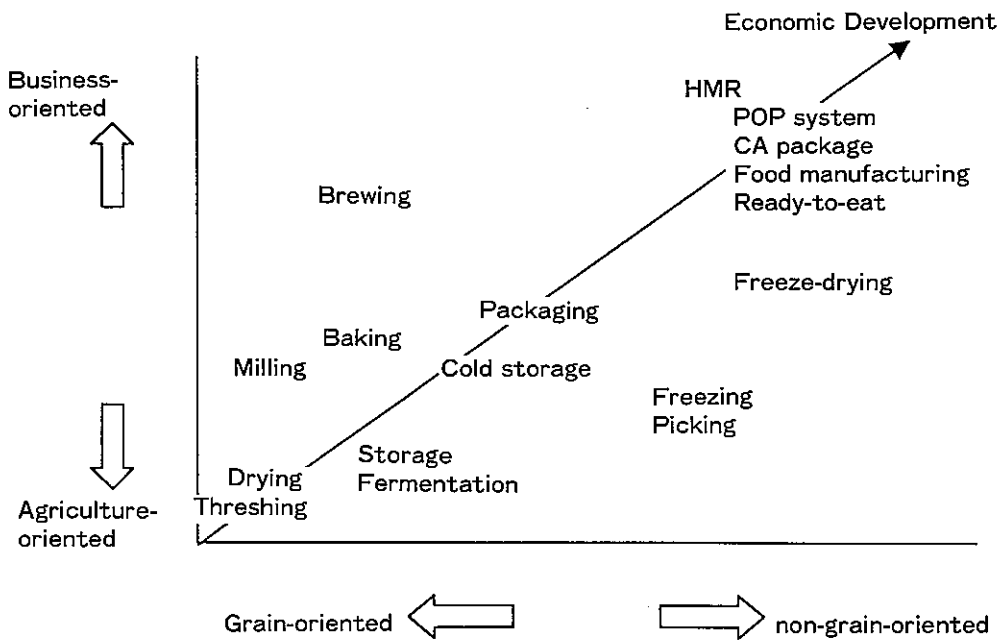 Economic Development
Business-
oriented
HMR
POP system
CA package
Food manufacturing
Ready-to-eat
Brewing
Freeze-drying
Packaging
Baking
Milling
Cold storage
Freezing
Picking
Storage
Fermentation
Drying
Threshing
Agriculture-
oriented
Grain-oriented
non-grain-oriented